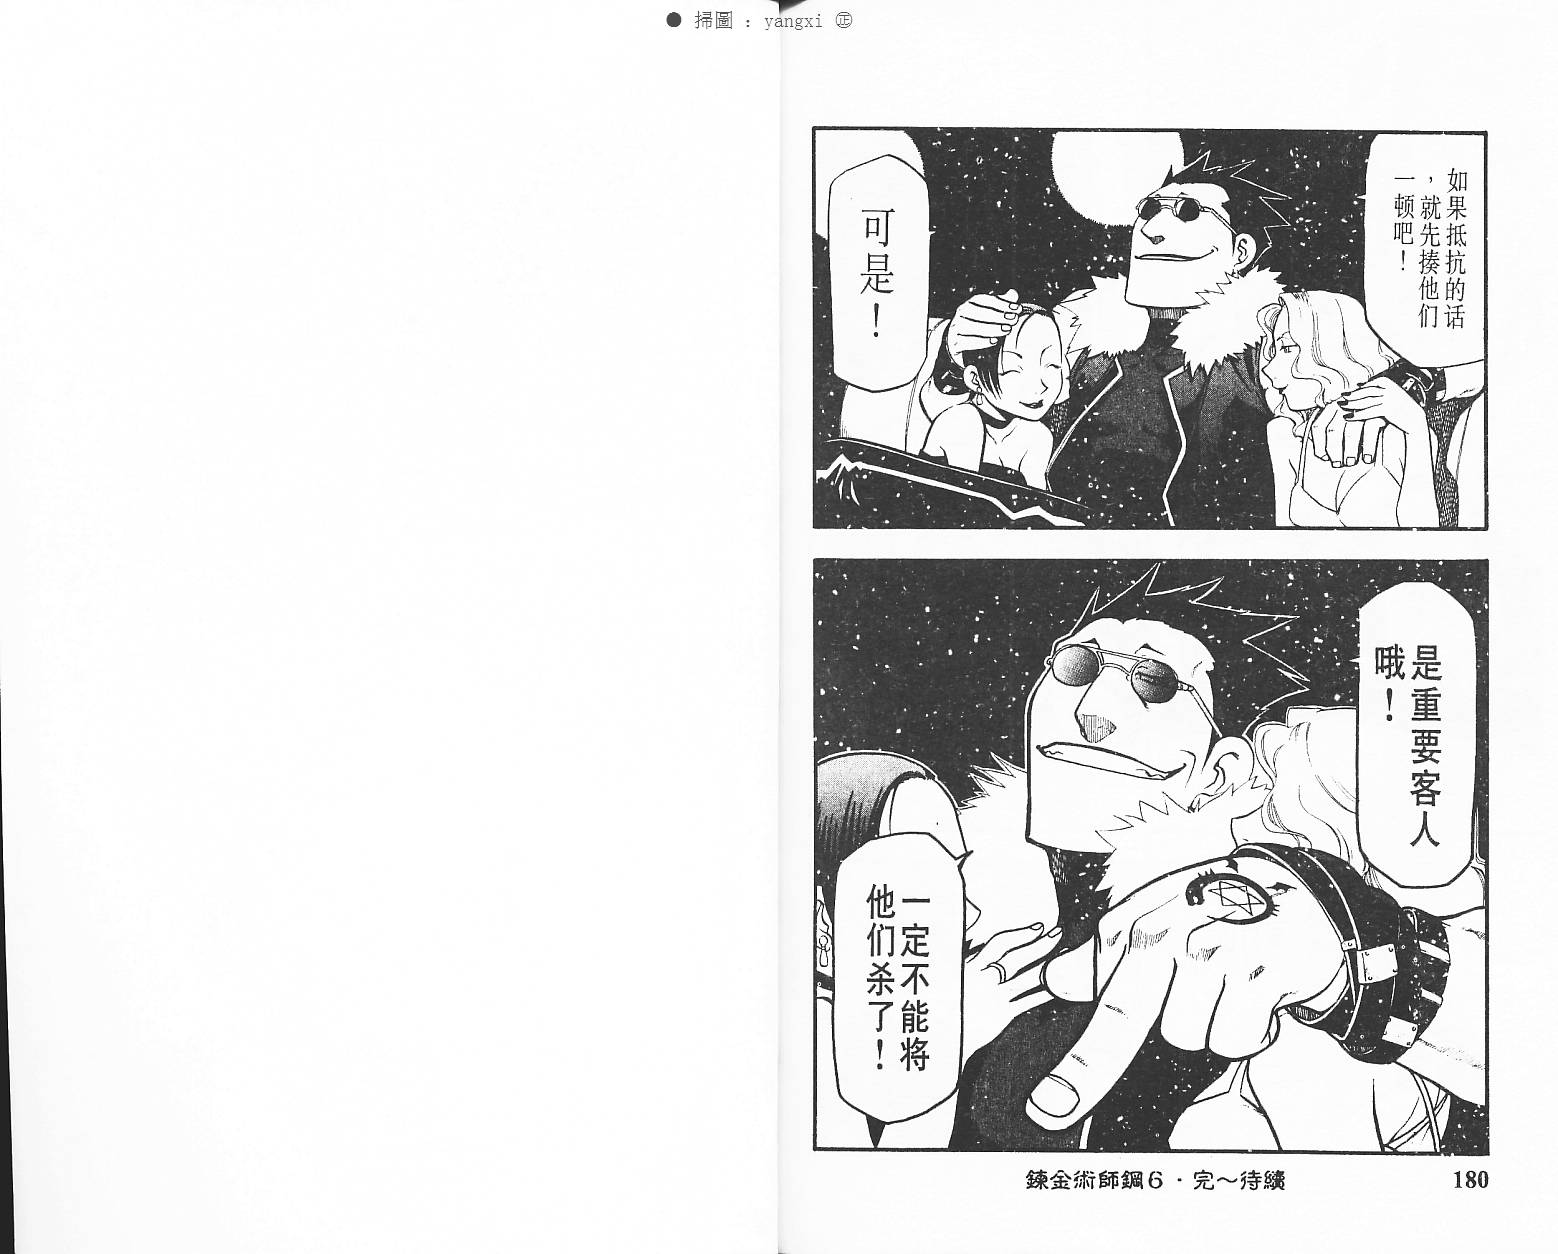 ● 掃圖 ： yangxi ㊣
如果抵抗的话
，就先揍他们
一顿吧！
可是！
是重要客人
哦！
一定不能将
他们杀了！
鍊金術師鋼6・完～待續
180